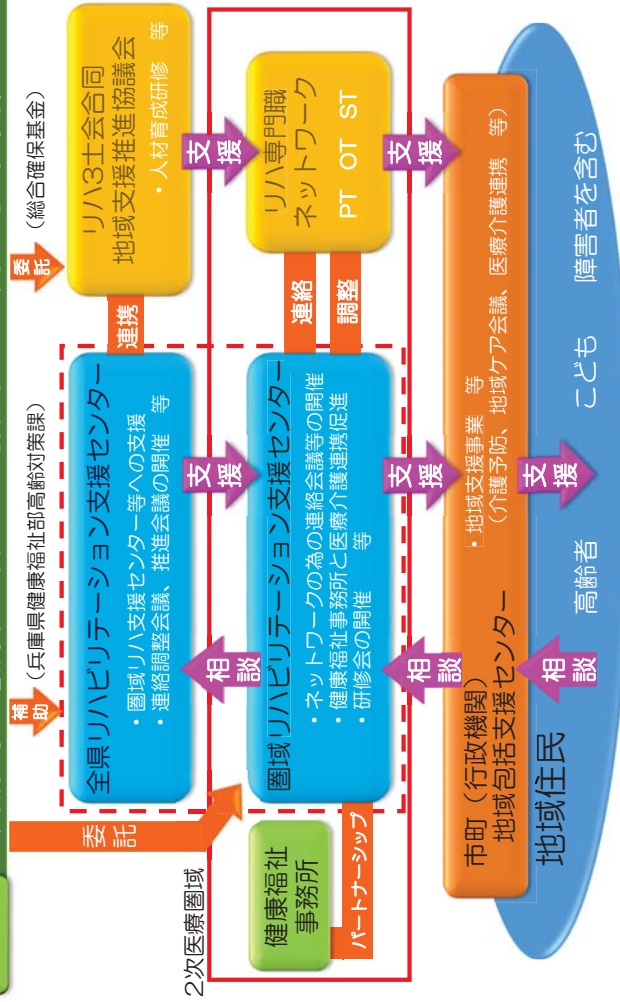 （兵庫県健康福祉部高齢対策課）
（総合確保基金）
補助
委託
委託
全県リハビリテーション支援センター
・圏域リハ支援センター等への支援
・連絡調整会議、推進会議の開催　等
連携
リハ3士会合同
地域支援推進協議会
・人材育成研修　等
相談
支援
支援
2次医療圏域
健康福祉
事務所
パートナーシップ
圏域リハビリテーション支援センター
・ネットワークの為の連絡会議等の開催
・健康福祉事務所と医療介護連携促進
・研修会の開催　　等
連絡
調整
リハ専門職
ネットワーク
PT OT ST
相談
支援
支援
市町（行政機関）
地域包括支援センター
・地域支援事業　等
（介護予防、地域ケア会議、医療介護連携　等）
相談
支援
地域住民
高齢者　こども　障害者を含む